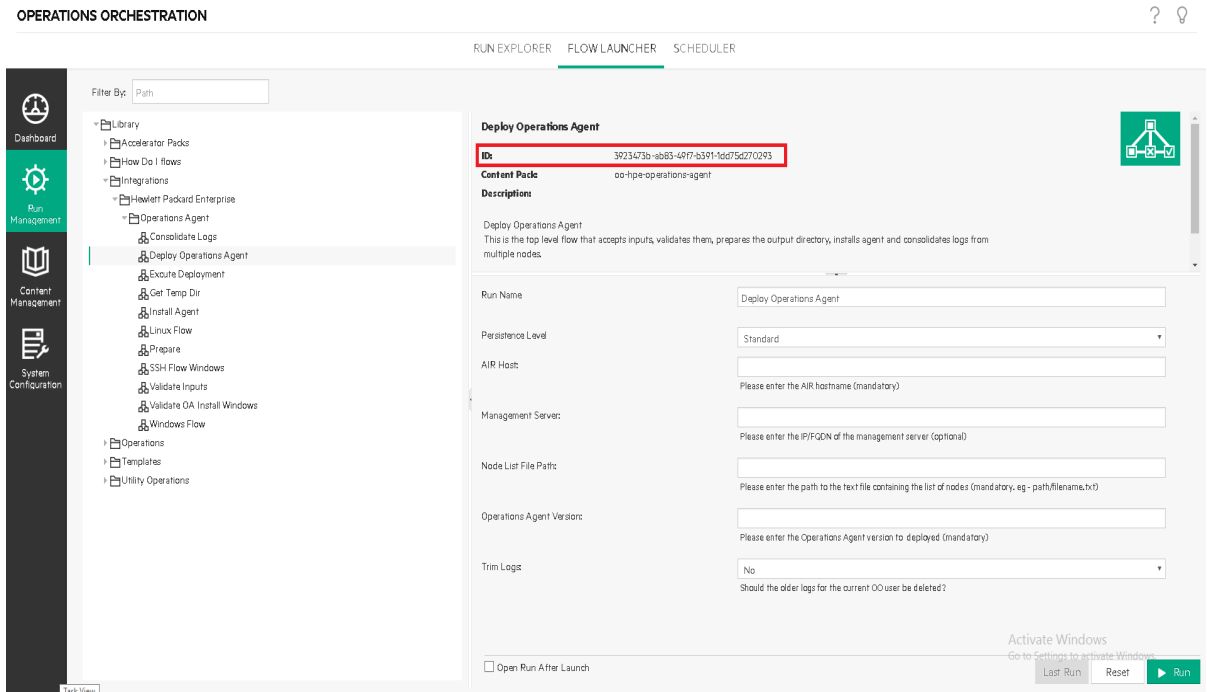 OPERATIONS ORCHESTRATION
RUN EXPLORER FLOW LAUNCHER SCHEDULER
Dashboard
Run
Management
Content
Management
System
Configuration
Filter By: Path
Library
Accelerator Packs
How Do I flows
Integrations
Hewlett Packard Enterprise
Operations Agent
Consolidate Logs
Deploy Operations Agent
Excute Deployment
Get Temp Dir
Install Agent
Linux Flow
Prepare
SSH Flow Windows
Validate Inputs
Validate OA Install Windows
Windows Flow
Operations
Templates
Utility Operations
Deploy Operations Agent
ID: 3923473b-ab83-49f7-b391-1dd75d270293
Content Pack: oo-hpe-operations-agent
Description:
Deploy Operations Agent
This is the top level flow that accepts inputs, validates them, prepares the output directory, installs agent and consolidates logs from
multiple nodes.
Run Name Deploy Operations Agent
Persistence Level Standard
AIR Host:
Please enter the AIR hostname (mandatory)
Management Server:
Please enter the IP/FQDN of the management server (optional)
Node List File Path:
Please enter the path to the text file containing the list of nodes (mandatory. eg - path/filename.txt)
Operations Agent Version:
Please enter the Operations Agent version to deployed (mandatory)
Trim Logs: No
Should the older logs for the current OO user be deleted?
Activate Windows
Go to Settings to activate Windows.
Open Run After Launch
Last Run Reset Run
Task View